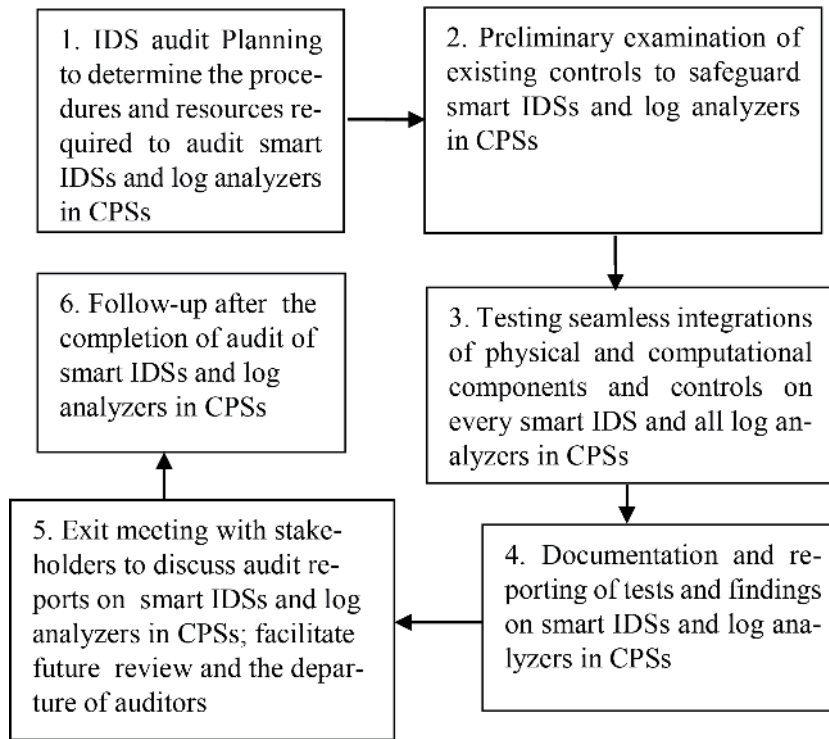 1. IDS audit Planning
to determine the proce-
dures and resources re-
quired to audit smart
IDSs and log analyzers
in CPSs
2. Preliminary examination of
existing controls to safeguard
smart IDSs and log analyzers
in CPSs
3. Testing seamless integrations
of physical and computational
components and controls on
every smart IDS and all log an-
alyzers in CPSs
4. Documentation and re-
porting of tests and findings
on smart IDSs and log ana-
lyzers in CPSs
5. Exit meeting with stake-
holders to discuss audit re-
ports on smart IDSs and log
analyzers in CPSs; facilitate
future review and the depar-
ture of auditors
6. Follow-up after the
completion of audit of
smart IDSs and log
analyzers in CPSs